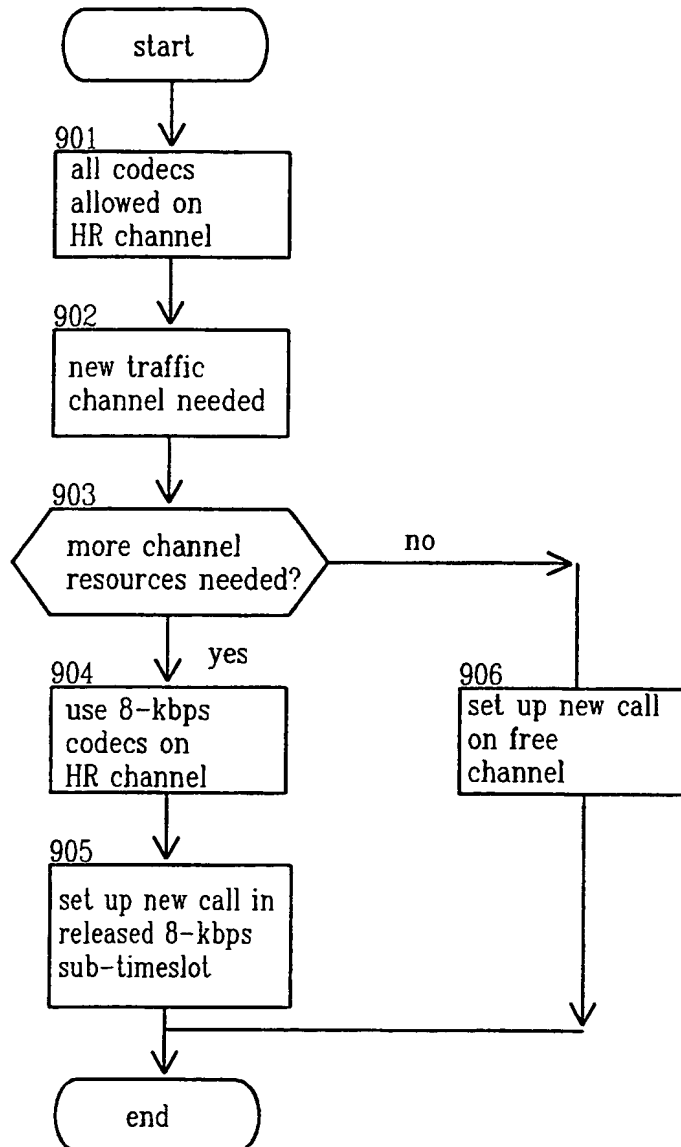 start
901
all codecs
allowed on
HR channel
902
new traffic
channel needed
903
more channel
resources needed?
no
yes
904
use 8-kbps
codecs on
HR channel
906
set up new call
on free
channel
905
set up new call in
released 8-kbps
sub-timeslot
end